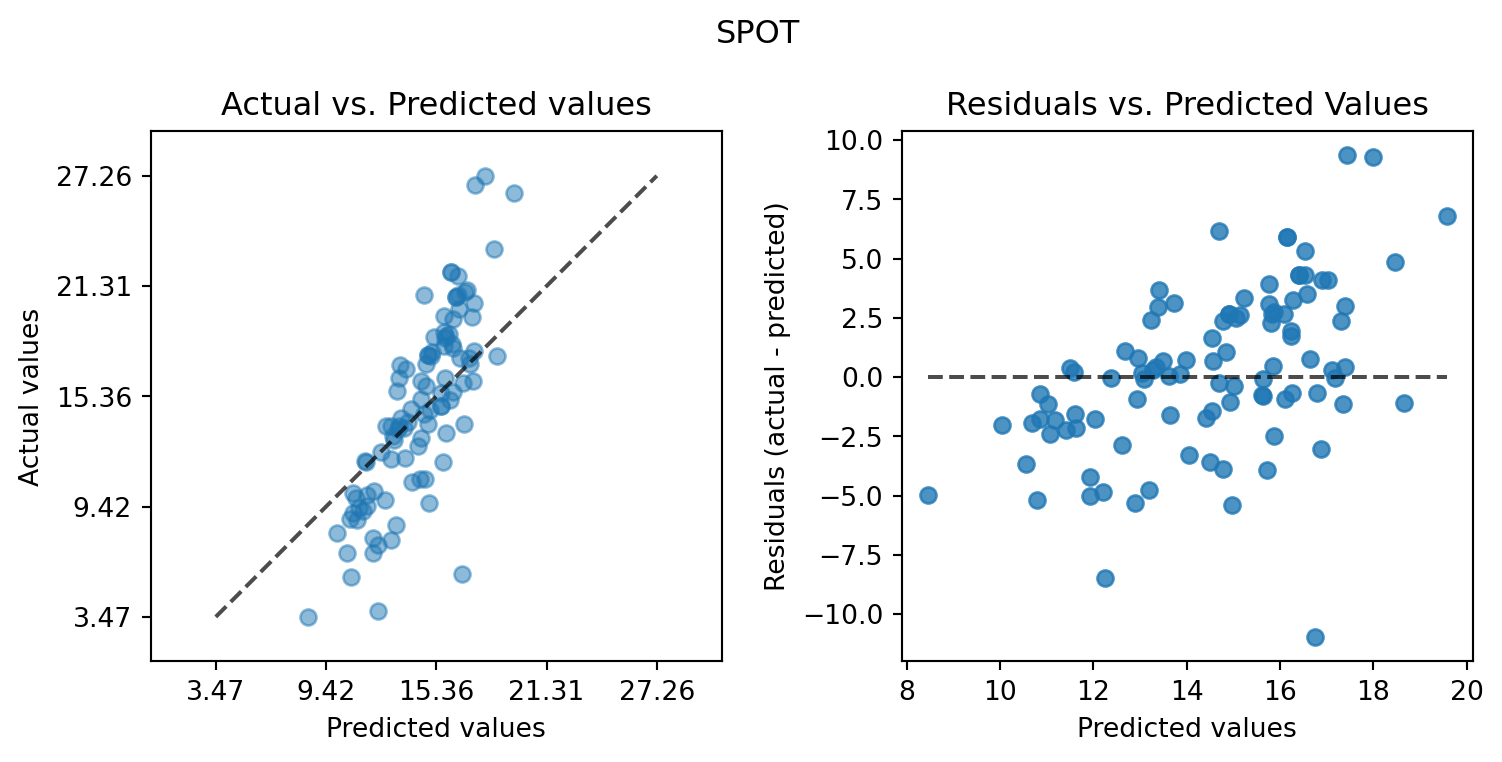 SPOT
Actual vs. Predicted values
Actual values
27.26
21.31
15.36
9.42
3.47
3.47 9.42 15.36 21.31 27.26
Predicted values
Residuals vs. Predicted Values
Residuals (actual - predicted)
10.0
7.5
5.0
2.5
0.0
−2.5
−5.0
−7.5
−10.0
8 10 12 14 16 18 20
Predicted values